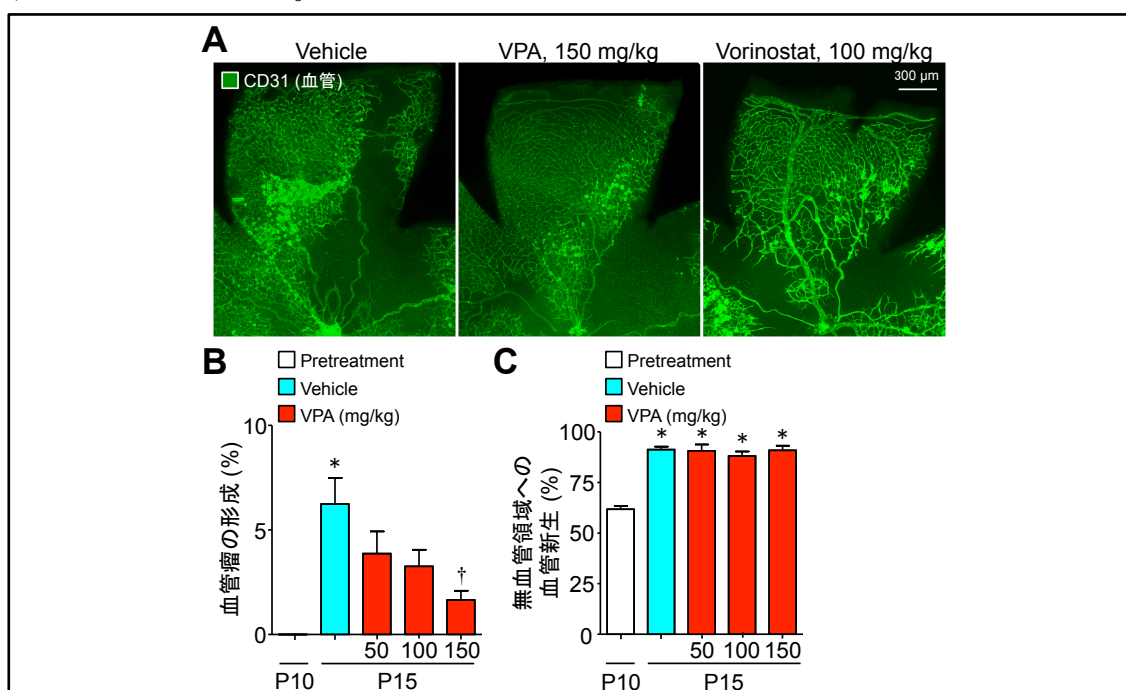 A
Vehicle
VPA, 150 mg/kg
Vorinostat, 100 mg/kg
CD31 (血管)
300 µm
B
Pretreatment
Vehicle
VPA (mg/kg)
血管瘤の形成 (%)
10
5
0
*
†
50 100 150
P10 P15
C
Pretreatment
Vehicle
VPA (mg/kg)
無血管領域への
血管新生 (%)
100
75
50
25
0
* * * *
50 100 150
P10 P15